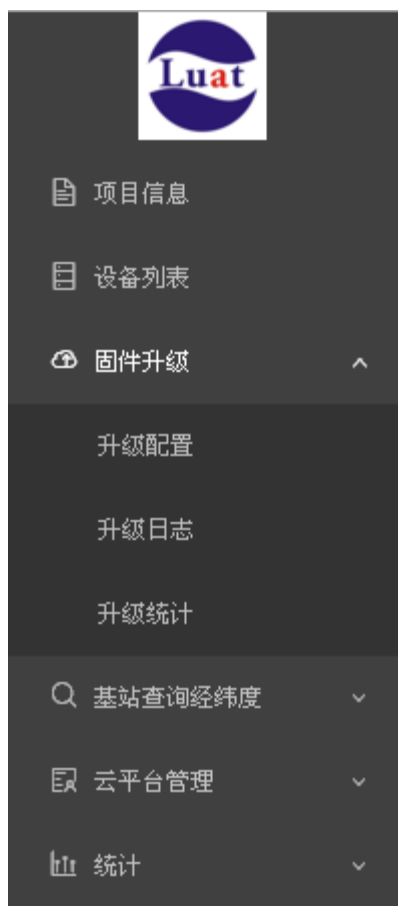 Luat
项目信息
设备列表
固件升级
升级配置
升级日志
升级统计
基站查询经纬度
云平台管理
统计